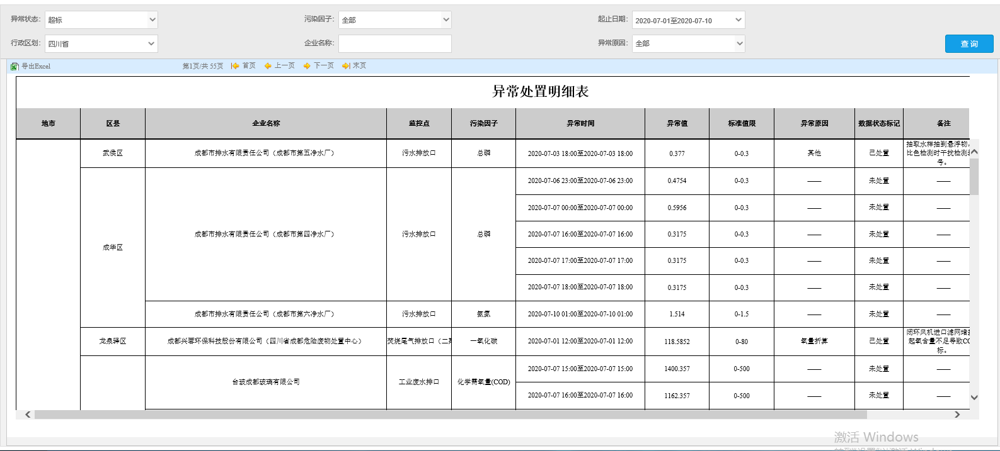 异常状态： 超标 污染因子： 全部 起止日期： 2020-07-01至2020-07-10
行政区划： 四川省 企业名称： 异常原因： 全部 查询
导出Excel 第1页/共 55页 首页 上一页 下一页 末页
异常处置明细表
地市 区县 企业名称 监控点 污染因子 异常时间 异常值 标准值限 异常原因 数据状态标记 备注
武侯区 成都市排水有限责任公司（成都市第五净水厂） 污水排放口 总磷 2020-07-03 18:00至2020-07-03 18:00 0.377 0-0.3 其他 已处置 抽取水样抽到悬浮物，
比色检测时干扰检测
号。
成华区 成都市排水有限责任公司（成都市第四净水厂） 污水排放口 总磷 2020-07-06 23:00至2020-07-06 23:00 0.4754 0-0.3 —— 未处置 ——
2020-07-07 00:00至2020-07-07 00:00 0.5956 0-0.3 —— 未处置 ——
2020-07-07 16:00至2020-07-07 16:00 0.3175 0-0.3 —— 未处置 ——
2020-07-07 17:00至2020-07-07 17:00 0.3175 0-0.3 —— 未处置 ——
2020-07-07 18:00至2020-07-07 18:00 0.3175 0-0.3 —— 未处置 ——
成都市排水有限责任公司（成都市第六净水厂） 污水排放口 氨氮 2020-07-10 01:00至2020-07-10 01:00 1.514 0-1.5 —— 未处置 ——
龙泉驿区 成都兴蓉环保科技股份有限公司（四川省成都危险废物处置中心） 焚烧尾气排放口（二 一氧化碳 2020-07-01 12:00至2020-07-01 12:00 118.5852 0-80 氧量折算 已处置 闭环风机进口滤网堵
起氧含量不足导致CO
标。
台玻成都玻璃有限公司 工业废水排口 化学需氧量(COD) 2020-07-07 15:00至2020-07-07 15:00 1400.357 0-500 —— 未处置 ——
2020-07-07 16:00至2020-07-07 16:00 1162.357 0-500 —— 未处置 ——
激活 Windows